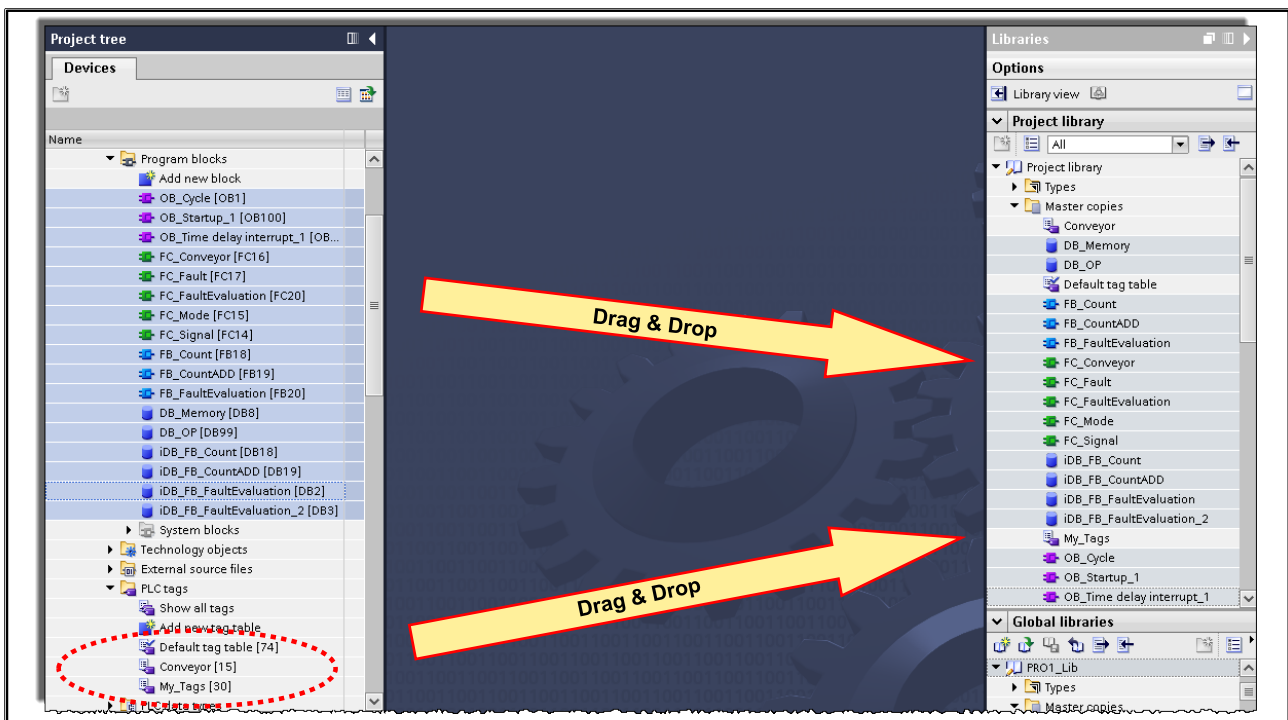 Project tree
Devices
Name
Program blocks
Add new block
OB_Cycle [OB1]
OB_Startup_1 [OB100]
OB_Time delay interrupt_1 [OB...
FC_Conveyor [FC16]
FC_Fault [FC17]
FC_FaultEvaluation [FC20]
FC_Mode [FC15]
FC_Signal [FC14]
FB_Count [FB18]
FB_CountADD [FB19]
FB_FaultEvaluation [FB20]
DB_Memory [DB8]
DB_OP [DB99]
iDB_FB_Count [DB18]
iDB_FB_CountADD [DB19]
iDB_FB_FaultEvaluation [DB2]
iDB_FB_FaultEvaluation_2 [DB3]
System blocks
Technology objects
External source files
PLC tags
Show all tags
Add new tag table
Default tag table [74]
Conveyor [15]
My_Tags [30]
PLC data types
Drag & Drop
Drag & Drop
Libraries
Options
Library view
Project library
All
Project library
Types
Master copies
Conveyor
DB_Memory
DB_OP
Default tag table
FB_Count
FB_CountADD
FB_FaultEvaluation
FC_Conveyor
FC_Fault
FC_FaultEvaluation
FC_Mode
FC_Signal
iDB_FB_Count
iDB_FB_CountADD
iDB_FB_FaultEvaluation
iDB_FB_FaultEvaluation_2
My_Tags
OB_Cycle
OB_Startup_1
OB_Time delay interrupt_1
Global libraries
PRO1_Lib
Types
Master copies